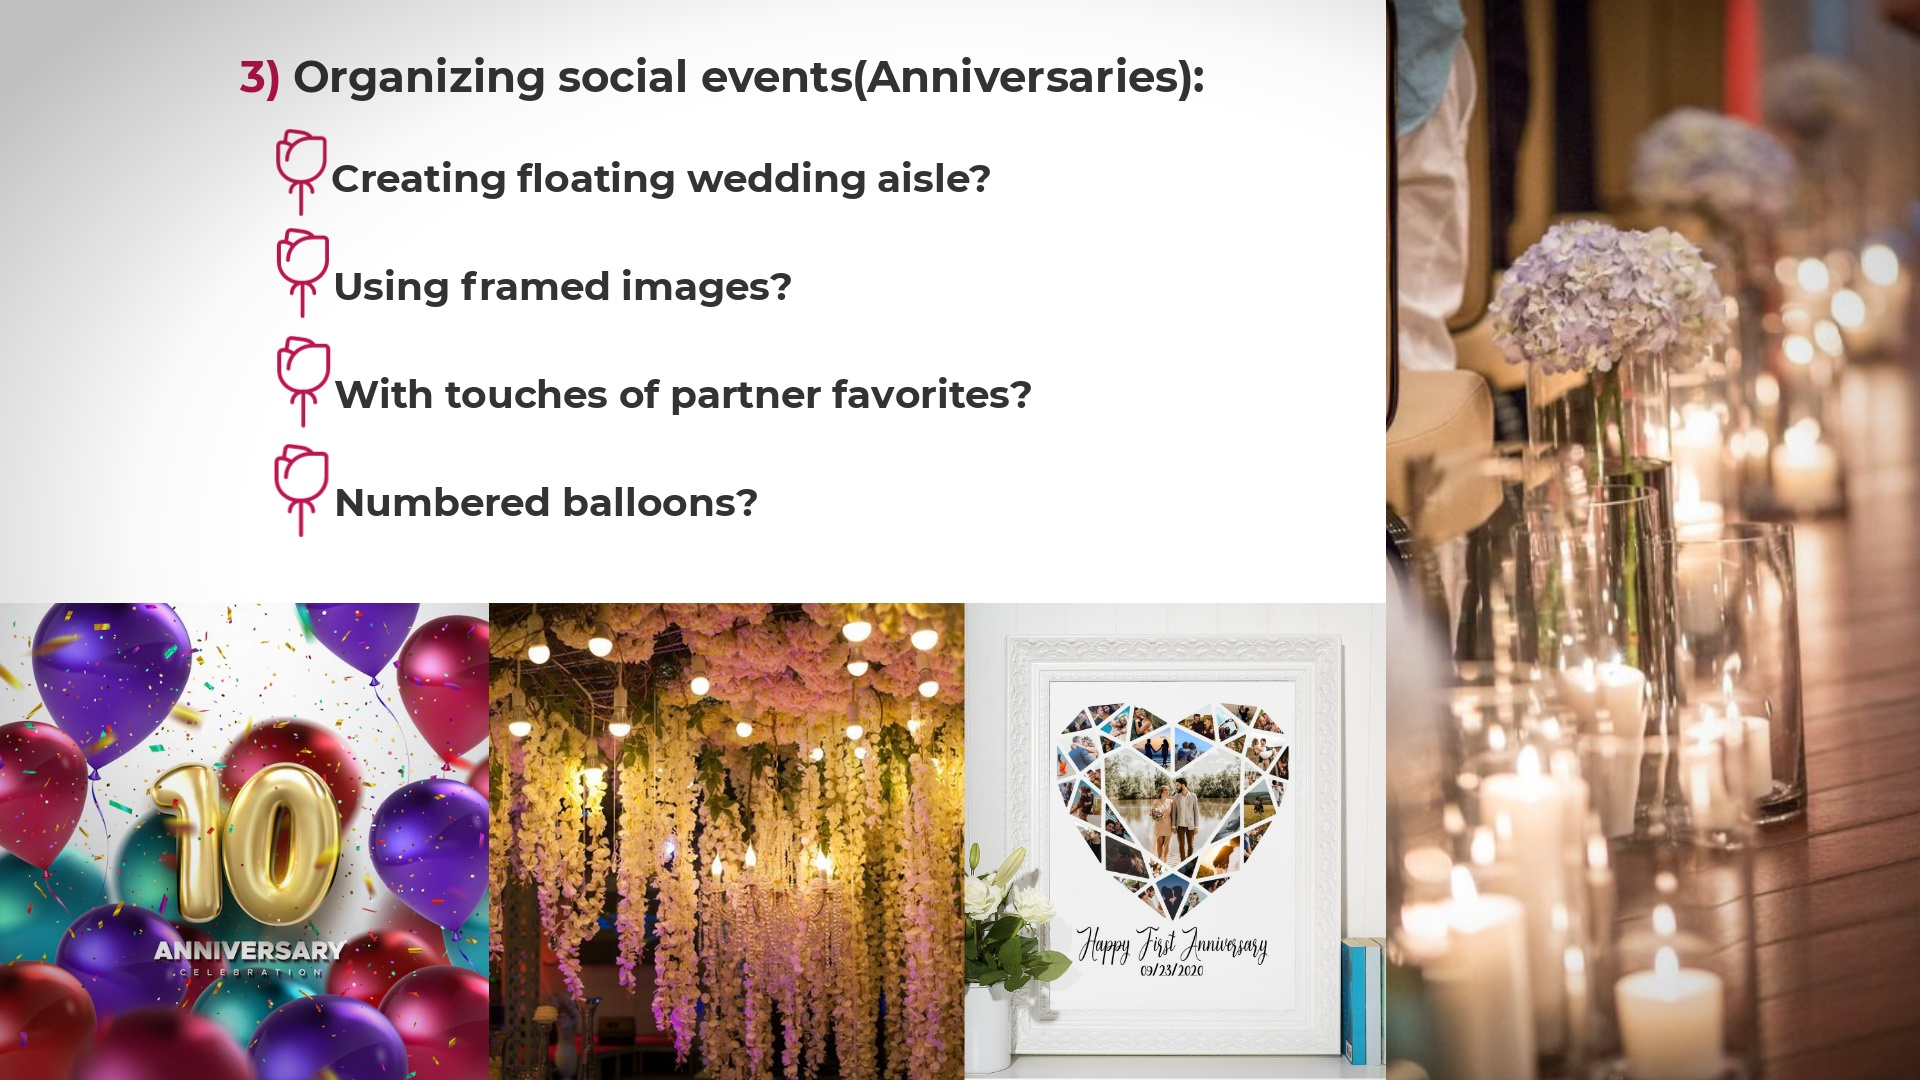 3) Organizing social events(Anniversaries):
Creating floating wedding aisle?
Using framed images?
With touches of partner favorites?
Numbered balloons?
10
ANNIVERSARY
CELEBRATION
Happy First Anniversary
09/23/2020